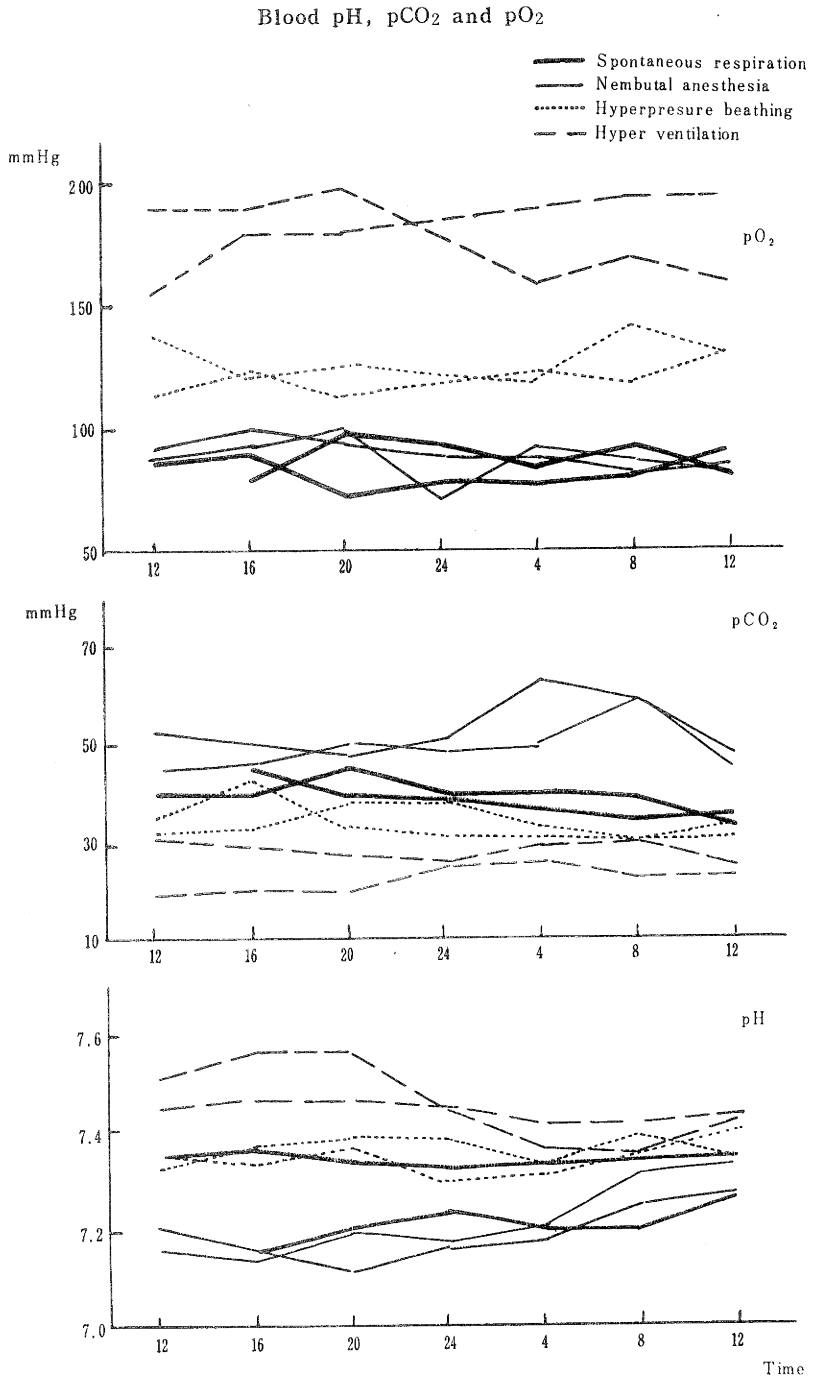 Blood pH, pCO₂ and pO₂
Spontaneous respiration
Nembutal anesthesia
Hyperpresure beathing
Hyper ventilation
mmHg
200
pO₂
150
100
50
12 16 20 24 4 8 12
mmHg
pCO₂
70
50
30
10
12 16 20 24 4 8 12
pH
7.6
7.4
7.2
7.0
12 16 20 24 4 8 12
Time